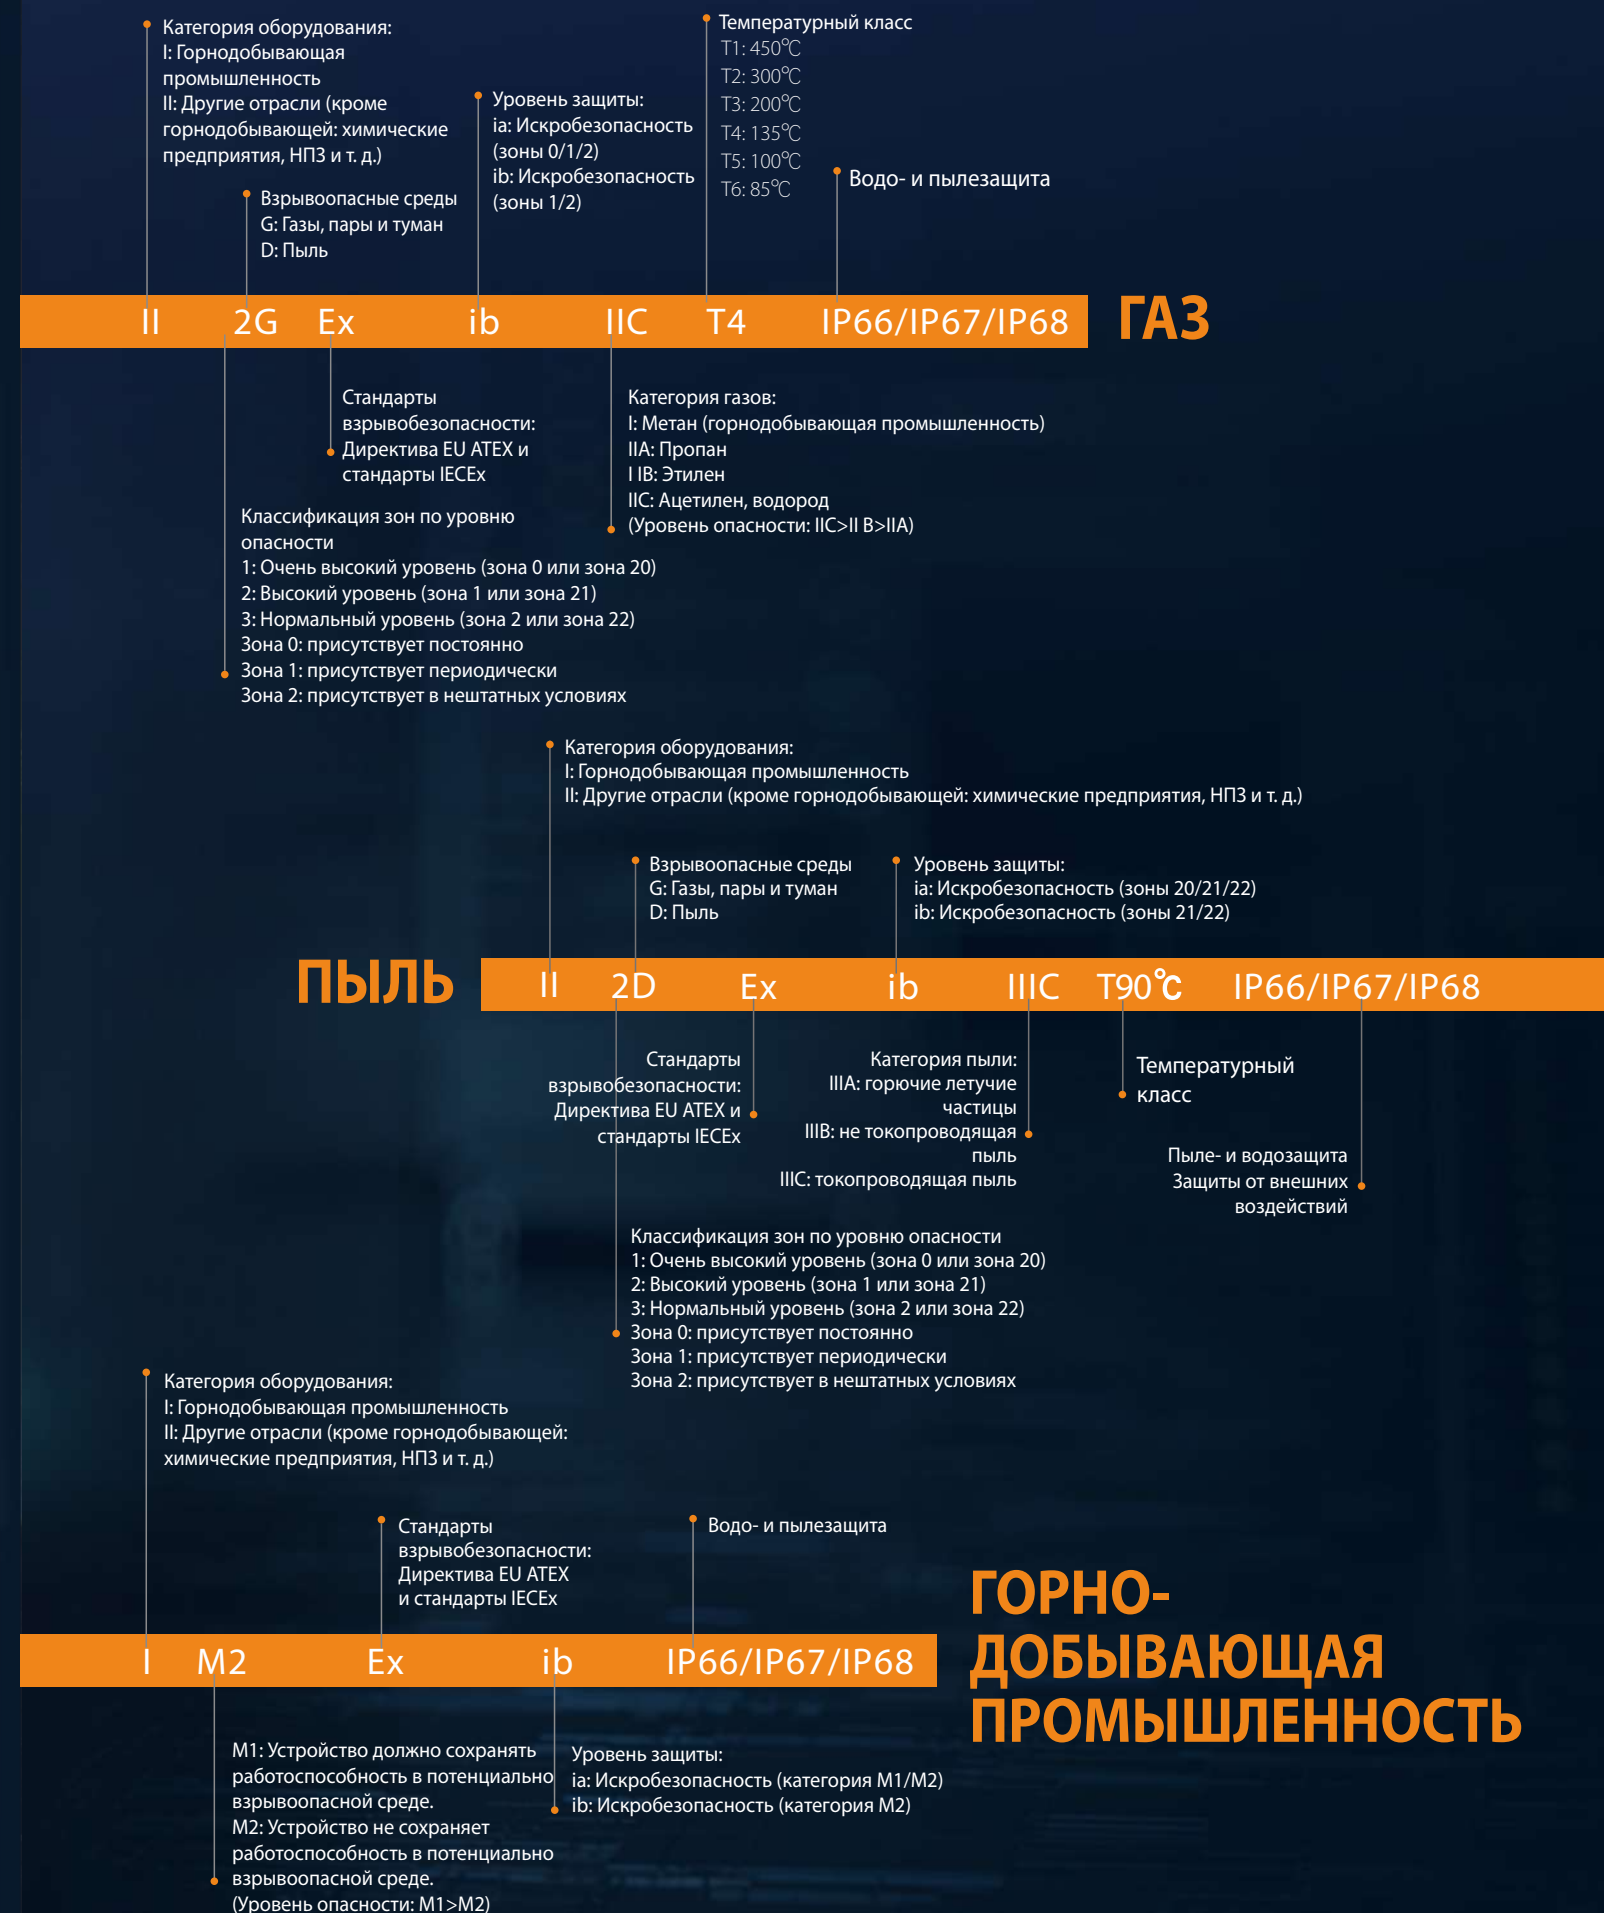 Категория оборудования:
I: Горнодобывающая
промышленность
II: Другие отрасли (кроме
горнодобывающей: химические
предприятия, НПЗ и т. д.)
Взрывоопасные среды
G: Газы, пары и туман
D: Пыль
Уровень защиты:
ia: Искробезопасность
(зоны 0/1/2)
ib: Искробезопасность
(зоны 1/2)
Температурный класс
T1: 450℃
T2: 300℃
T3: 200℃
T4: 135℃
T5: 100℃
T6: 85℃
Водо- и пылезащита
II 2G Ex ib IIC T4 IP66/IP67/IP68 ГАЗ
Стандарты
взрывобезопасности:
Директива EU ATEX и
стандарты IECEx
Категория газов:
I: Метан (горнодобывающая промышленность)
IIA: Пропан
I IB: Этилен
IIC: Ацетилен, водород
(Уровень опасности: IIC>II B>IIA)
Классификация зон по уровню
опасности
1: Очень высокий уровень (зона 0 или зона 20)
2: Высокий уровень (зона 1 или зона 21)
3: Нормальный уровень (зона 2 или зона 22)
Зона 0: присутствует постоянно
Зона 1: присутствует периодически
Зона 2: присутствует в нештатных условиях
Категория оборудования:
I: Горнодобывающая промышленность
II: Другие отрасли (кроме горнодобывающей: химические предприятия, НПЗ и т. д.)
Взрывоопасные среды
G: Газы, пары и туман
D: Пыль
Уровень защиты:
ia: Искробезопасность (зоны 20/21/22)
ib: Искробезопасность (зоны 21/22)
ПЫЛЬ II 2D Ex ib IIIC T90℃ IP66/IP67/IP68
Стандарты
взрывобезопасности:
Директива EU ATEX и
стандарты IECEx
Категория пыли:
IIIA: горючие летучие
частицы
IIIB: не токопроводящая
пыль
IIIC: токопроводящая пыль
Температурный
класс
Пыле- и водозащита
Защиты от внешних
воздействий
Классификация зон по уровню опасности
1: Очень высокий уровень (зона 0 или зона 20)
2: Высокий уровень (зона 1 или зона 21)
3: Нормальный уровень (зона 2 или зона 22)
Зона 0: присутствует постоянно
Зона 1: присутствует периодически
Зона 2: присутствует в нештатных условиях
Категория оборудования:
I: Горнодобывающая промышленность
II: Другие отрасли (кроме горнодобывающей:
химические предприятия, НПЗ и т. д.)
Стандарты
взрывобезопасности:
Директива EU ATEX
и стандарты IECEx
Водо- и пылезащита
I M2 Ex ib IP66/IP67/IP68
ГОРНО-
ДОБЫВАЮЩАЯ
ПРОМЫШЛЕННОСТЬ
M1: Устройство должно сохранять
работоспособность в потенциально
взрывоопасной среде.
M2: Устройство не сохраняет
работоспособность в потенциально
взрывоопасной среде.
(Уровень опасности: M1>M2)
Уровень защиты:
ia: Искробезопасность (категория M1/M2)
ib: Искробезопасность (категория M2)